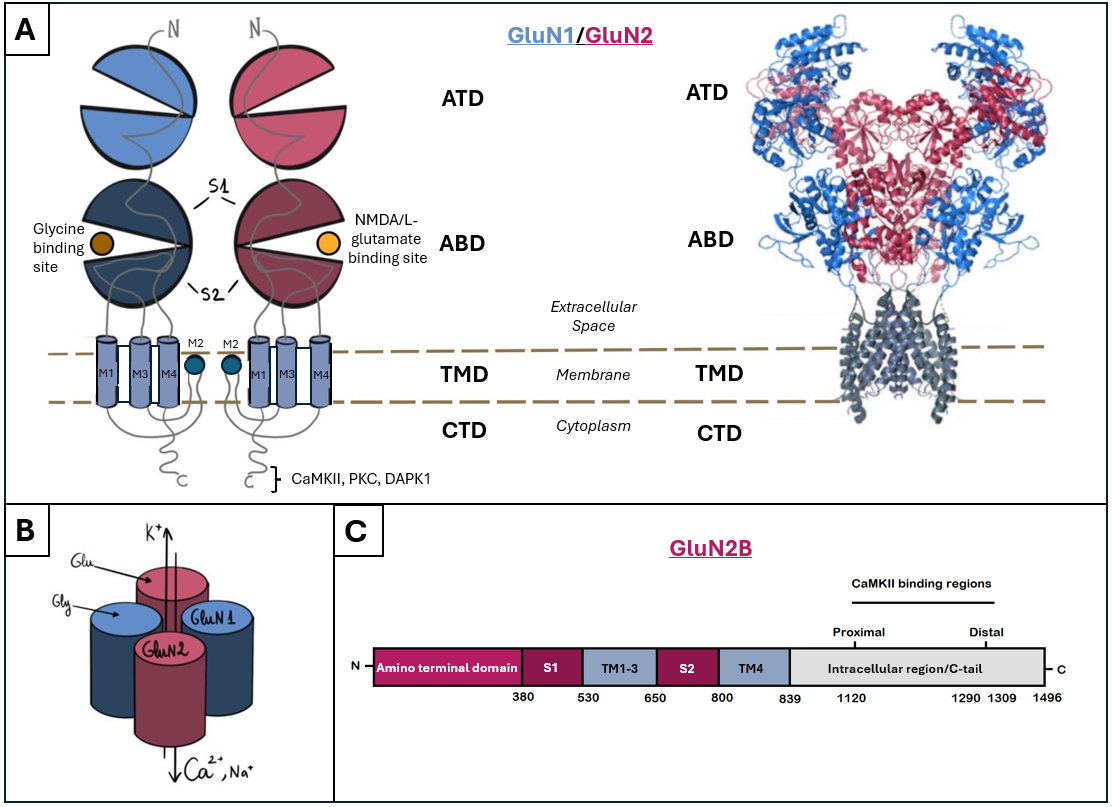 A
GluN1/GluN2
N
N
ATD
ATD
S1
Glycine
binding
site
NMDA/L-
glutamate
binding site
ABD
ABD
S2
Extracellular
Space
M2
M2
M1
M3
M4
M1
M3
M4
TMD
Membrane
TMD
CTD
Cytoplasm
CTD
C
C
CaMKII, PKC, DAPK1
B
K+
Glu
Gly
GluN1
GluN2
Ca2+, Na+
C
GluN2B
CaMKII binding regions
Proximal
Distal
N
Amino terminal domain
S1
TM1-3
S2
TM4
Intracellular region/C-tail
C
380
530
650
800
839
1120
1290
1309
1496